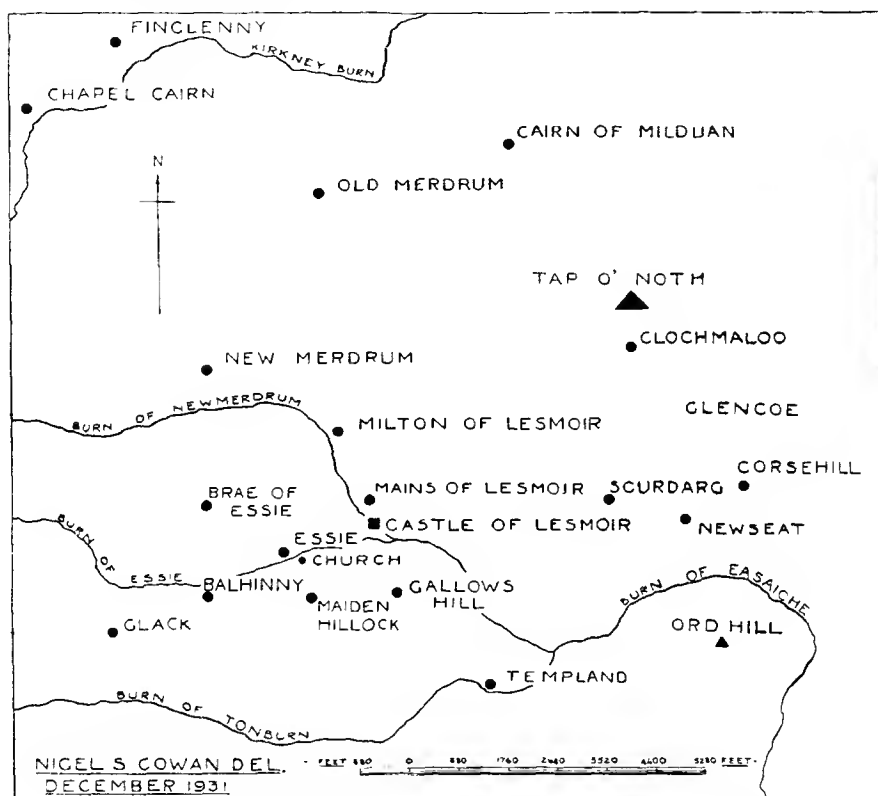 FINGLENNY
KIRKNEY BURN
CHAPEL CAIRN
CAIRN OF MILDUAN
N
OLD MERDRUM
TAP O' NOTH
CLOCHMALOO
NEW MERDRUM
GLENCOE
BURN OF NEWMERDRUM
MILTON OF LESMOIR
CORSEHILL
BRAE OF
ESSIE
MAINS OF LESMOIR
SCURDARG
CASTLE OF LESMOIR
NEWSEAT
BURN OF ESSIE
ESSIE
CHURCH
BALHINNY
MAIDEN
HILLOCK
GALLOWS
HILL
BURN OF EASAICHE
GLACK
ORD HILL
TEMPLAND
BURN OF TONBURN
NIGEL S COWAN DEL.
DECEMBER 1931
- FEET 880 0 880 1760 2640 3520 4400 5280 FEET -